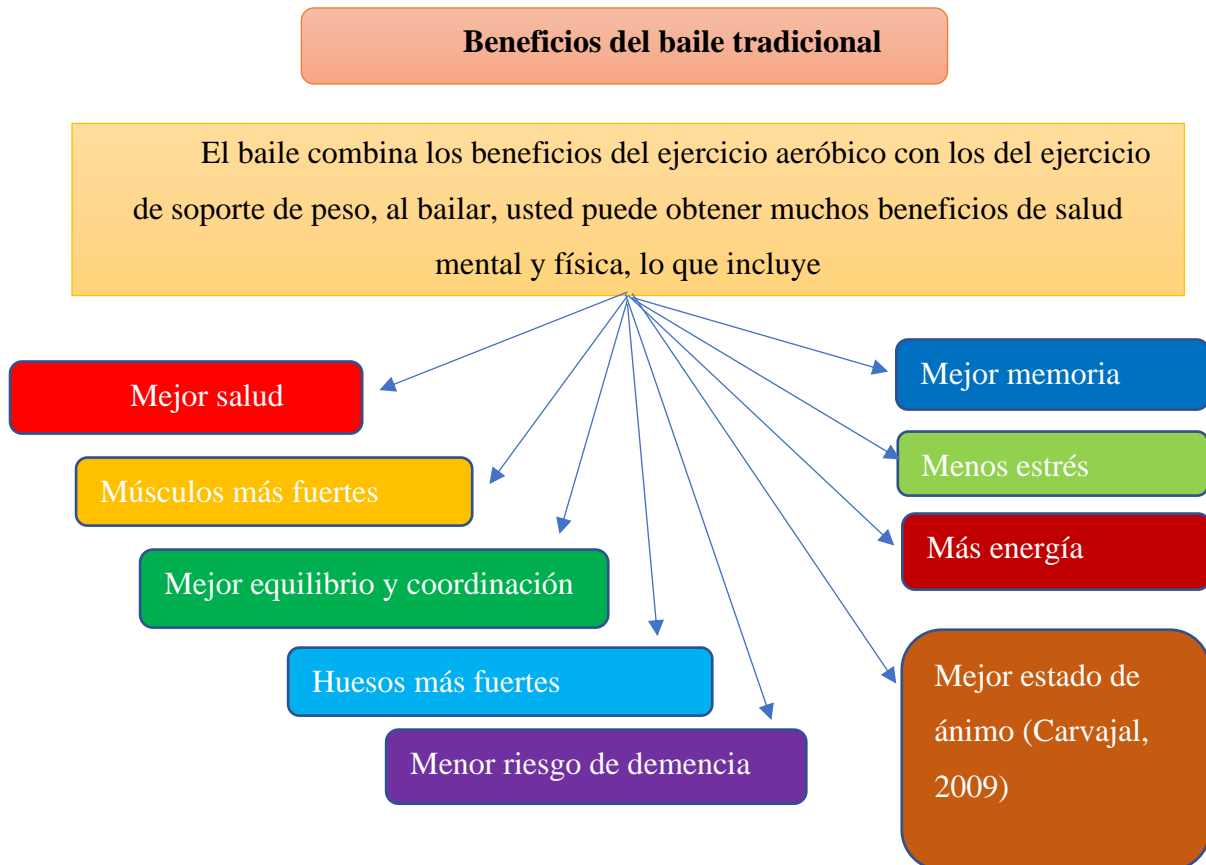 Beneficios del baile tradicional
El baile combina los beneficios del ejercicio aeróbico con los del ejercicio
de soporte de peso, al bailar, usted puede obtener muchos beneficios de salud
mental y física, lo que incluye
Mejor salud
Músculos más fuertes
Mejor equilibrio y coordinación
Huesos más fuertes
Menor riesgo de demencia
Mejor memoria
Menos estrés
Más energía
Mejor estado de
ánimo (Carvajal,
2009)